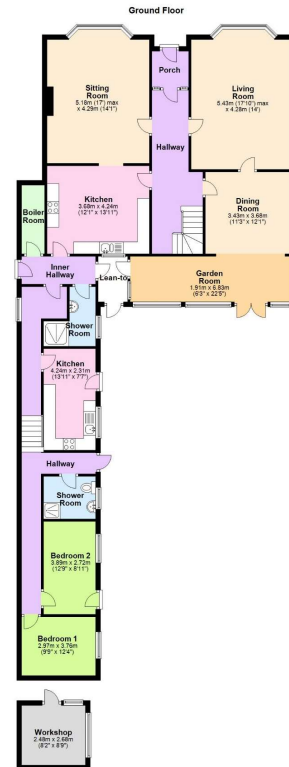 Ground Floor
Porch
Sitting
Room
5.18m (17') max
x 4.29m (14'1")
Living
Room
5.43m (17'10") max
x 4.28m (14')
Hallway
Kitchen
3.68m x 4.24m
(12'1" x 13'11")
Dining
Room
3.43m x 3.68m
(11'3" x 12'1")
Boiler
Room
Inner
Hallway
Lean-to
Garden
Room
1.91m x 6.83m
(6'3" x 22'5")
Shower
Room
Kitchen
4.24m x 2.31m
(13'11" x 7'7")
Hallway
Shower
Room
Bedroom 2
3.89m x 2.72m
(12'9" x 8'11")
Bedroom 1
2.97m x 3.76m
(9'9" x 12'4")
Workshop
2.48m x 2.68m
(8'2" x 8'9")